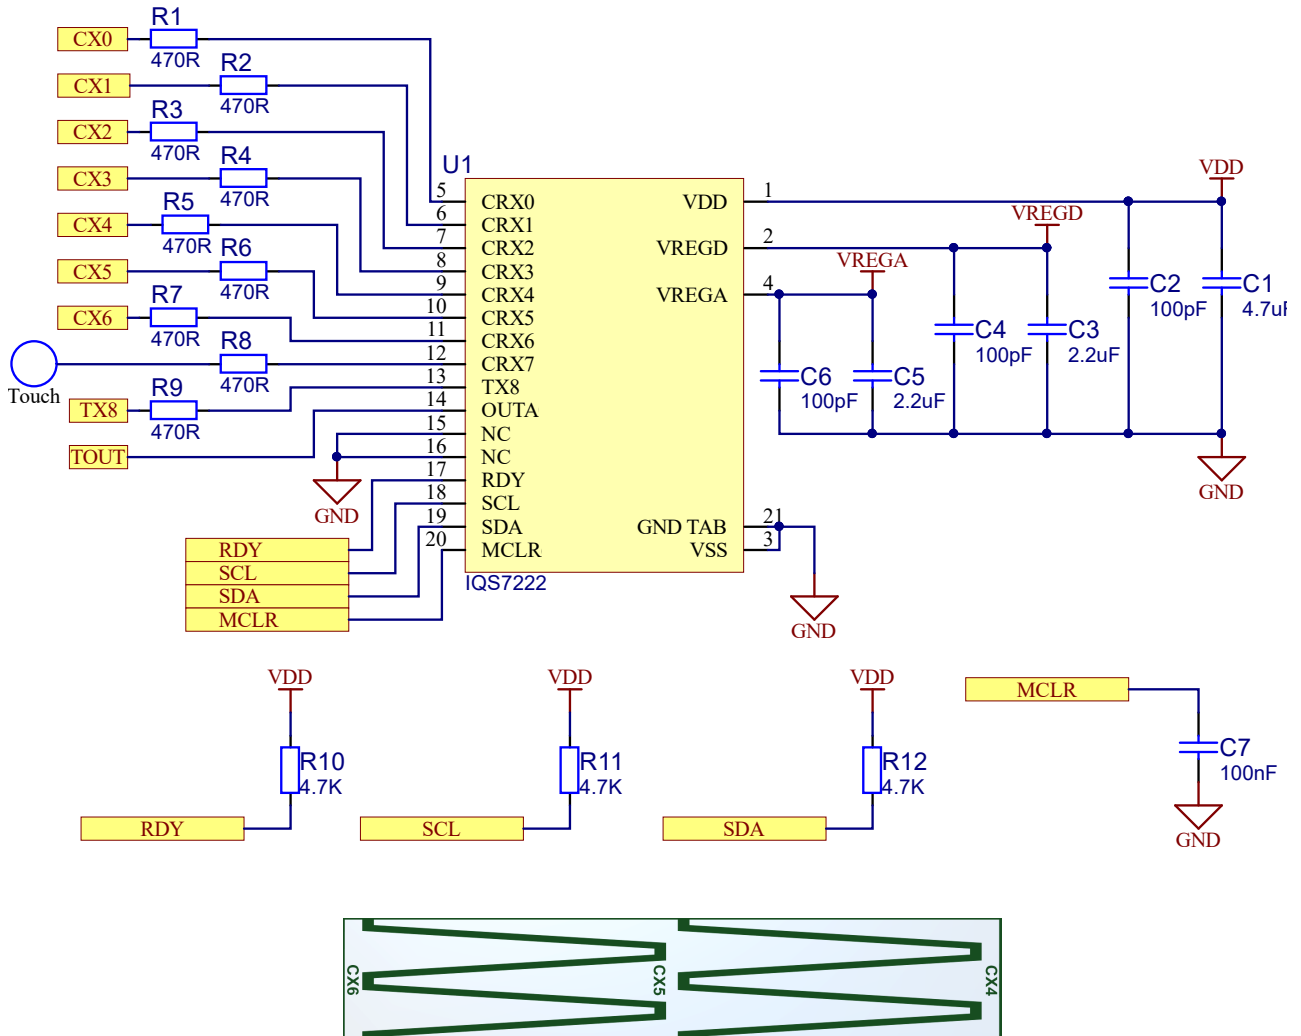 CX0
R1
470R
CX1
R2
470R
CX2
R3
470R
CX3
R4
470R
CX4
R5
470R
CX5
R6
470R
CX6
R7
470R
Touch
R8
470R
TX8
R9
470R
TOUT
GND
RDY
SCL
SDA
MCLR
U1
5 CRX0
6 CRX1
7 CRX2
8 CRX3
9 CRX4
10 CRX5
11 CRX6
12 CRX7
13 TX8
14 OUTA
15 NC
16 NC
17 RDY
18 SCL
19 SDA
20 MCLR
VDD 1
VREGD 2
VREGA 4
GND TAB 21
VSS 3
IQS7222
GND
VREGA
VREGD
VDD
C6
100pF
C5
2.2uF
C4
100pF
C3
2.2uF
C2
100pF
C1
4.7uF
GND
VDD
R10
4.7K
RDY
VDD
R11
4.7K
SCL
VDD
R12
4.7K
SDA
MCLR
C7
100nF
GND
CX6
CX5
CX4